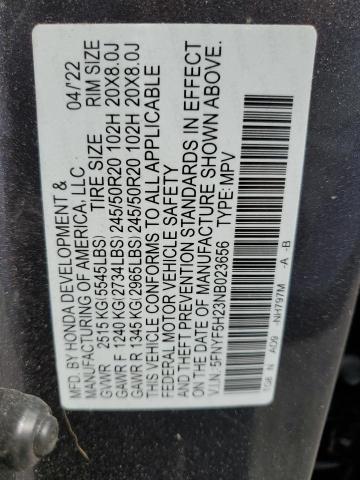 MFD. BY HONDA DEVELOPMENT & 04/22
MANUFACTURING OF AMERICA, LLC
TIRE SIZE RIM SIZE
GVWR 2515 KG(5545LBS)
GAWR F 1240 KG(2734LBS) 245/50R20 102H 20X8.0J
GAWR R 1345 KG(2965LBS) 245/50R20 102H 20X8.0J
THIS VEHICLE CONFORMS TO ALL APPLICABLE
FEDERAL MOTOR VEHICLE SAFETY
AND THEFT PREVENTION STANDARDS IN EFFECT
ON THE DATE OF MANUFACTURE SHOWN ABOVE.
V.I.N.:5FNYF5H23NB023656 TYPE: MPV
TG8 N AD9 -NH797M -A -B